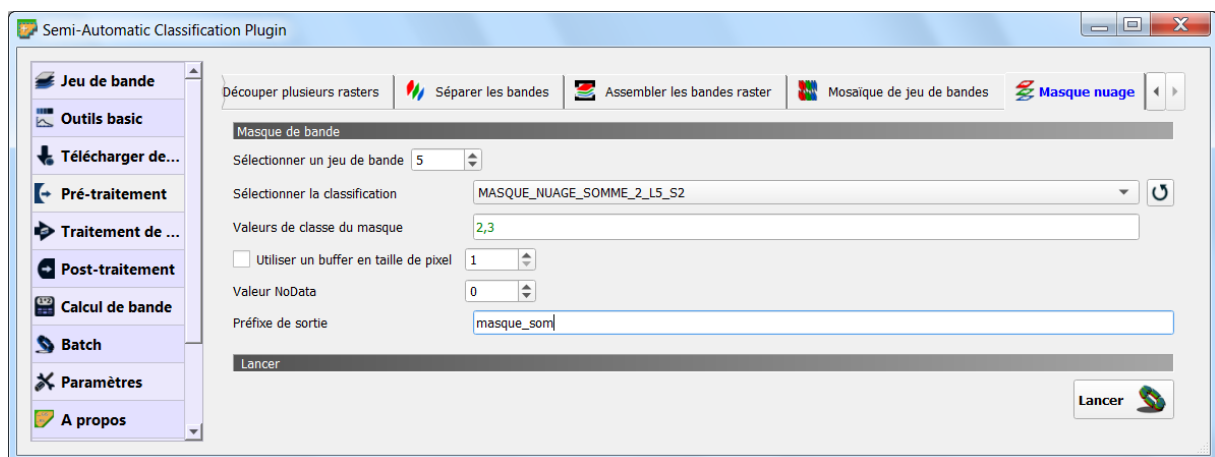 Semi-Automatic Classification Plugin
Jeu de bande
Outils basic
Télécharger de...
Pré-traitement
Traitement de ...
Post-traitement
Calcul de bande
Batch
Paramètres
A propos
Découper plusieurs rasters
Séparer les bandes
Assembler les bandes raster
Mosaïque de jeu de bandes
Masque nuage
Masque de bande
Sélectionner un jeu de bande 5
Sélectionner la classification MASQUE_NUAGE_SOMME_2_L5_S2
Valeurs de classe du masque 2,3
Utiliser un buffer en taille de pixel 1
Valeur NoData 0
Préfixe de sortie masque_som
Lancer
Lancer